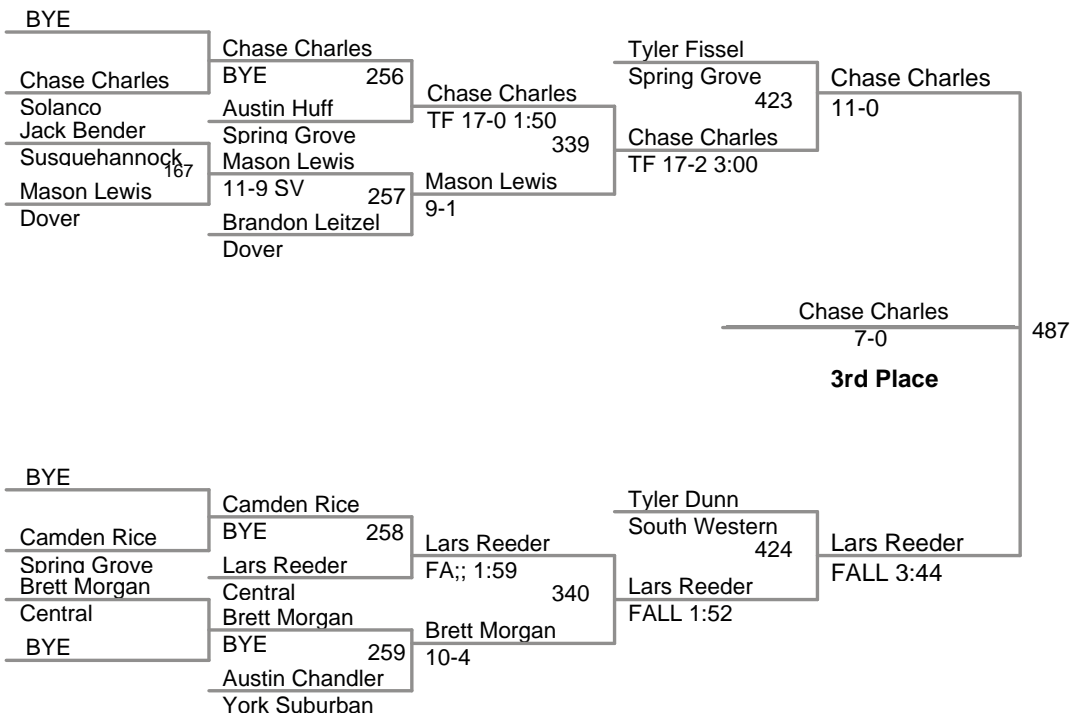 BYE
Chase Charles
Solanco
Jack Bender
Susquehannock
167
Mason Lewis
Dover
Chase Charles
BYE
256
Austin Huff
Spring Grove
Mason Lewis
11-9 SV
257
Brandon Leitzel
Dover
Chase Charles
TF 17-0 1:50
339
Mason Lewis
9-1
Tyler Fissel
Spring Grove
423
Chase Charles
TF 17-2 3:00
Chase Charles
11-0
Chase Charles
7-0
487
3rd Place
BYE
Camden Rice
Spring Grove
Brett Morgan
Central
BYE
Camden Rice
BYE
258
Lars Reeder
Central
Brett Morgan
BYE
259
Austin Chandler
York Suburban
Lars Reeder
FA;; 1:59
340
Brett Morgan
10-4
Tyler Dunn
South Western
424
Lars Reeder
FALL 1:52
Lars Reeder
FALL 3:44